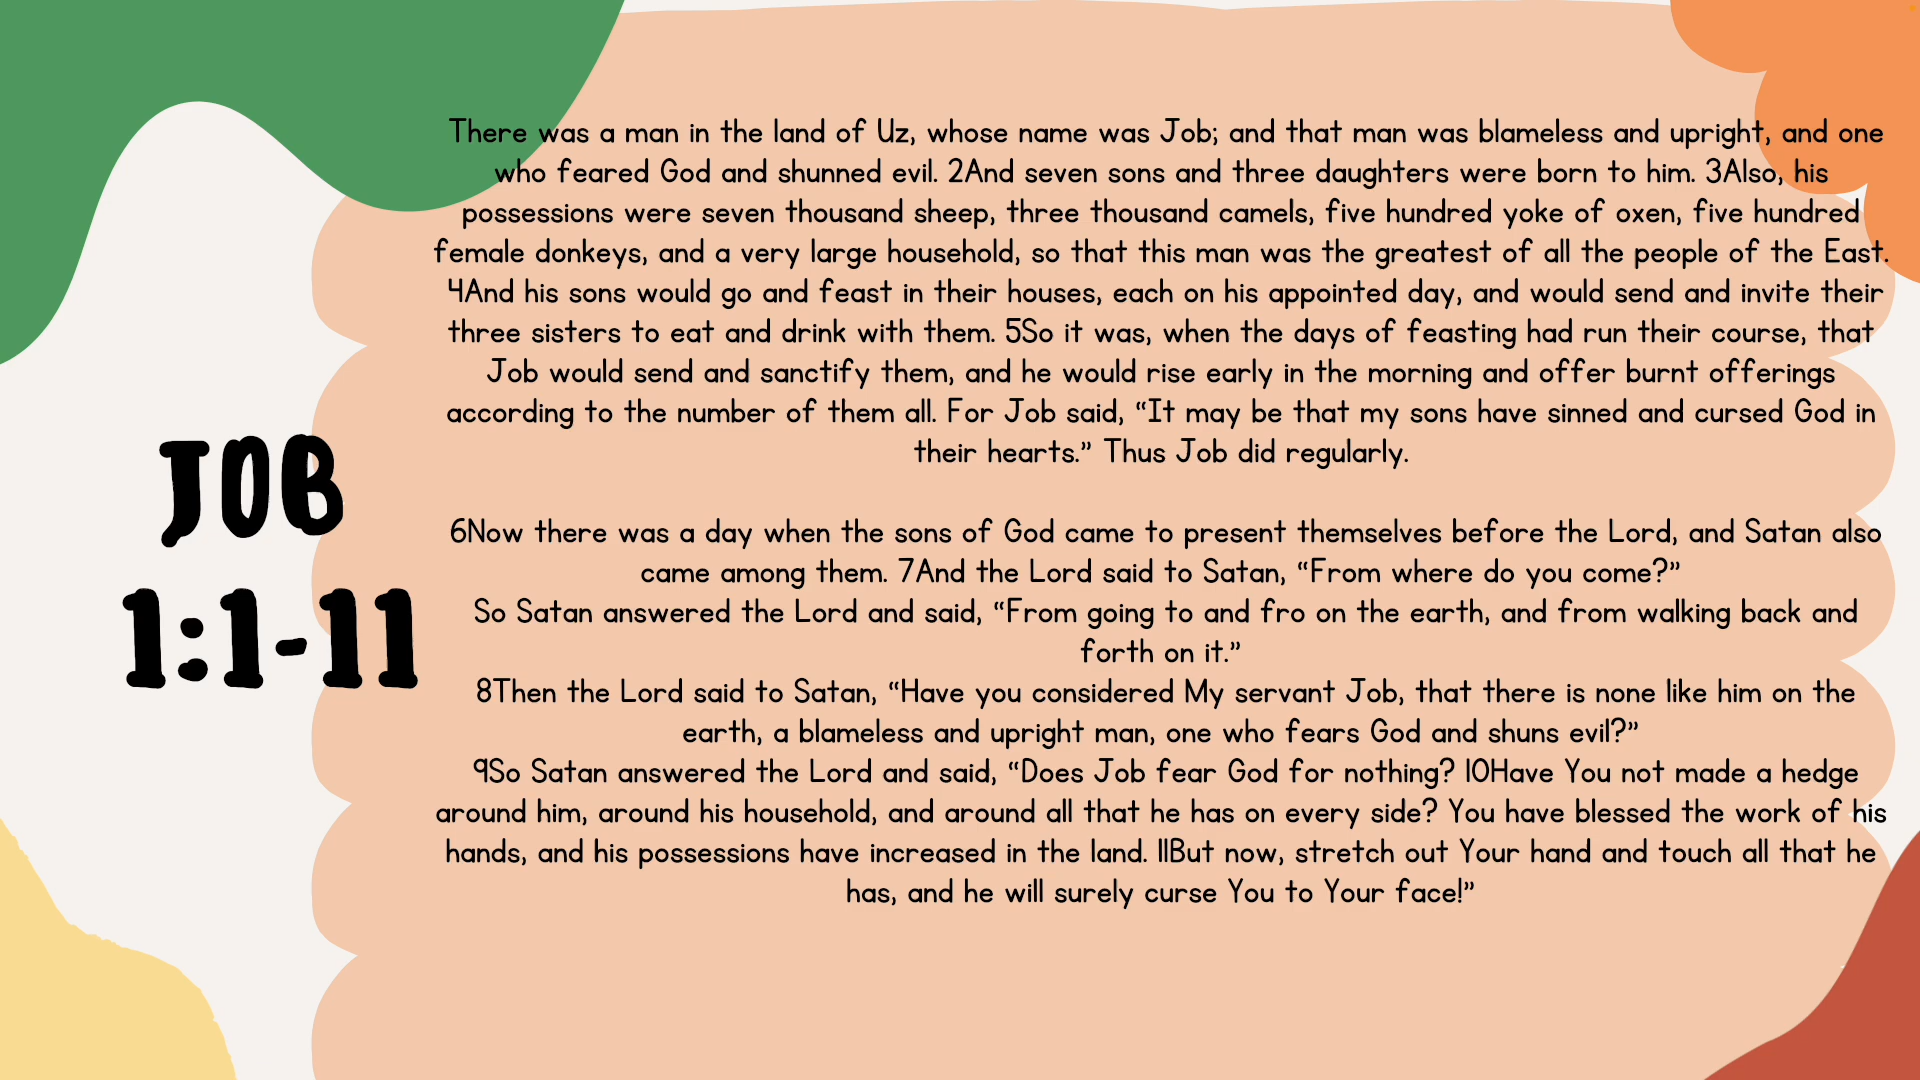 JOB
1:1-11
There was a man in the land of Uz, whose name was Job; and that man was blameless and upright, and one
who feared God and shunned evil. 2And seven sons and three daughters were born to him. 3Also, his
possessions were seven thousand sheep, three thousand camels, five hundred yoke of oxen, five hundred
female donkeys, and a very large household, so that this man was the greatest of all the people of the East.
4And his sons would go and feast in their houses, each on his appointed day, and would send and invite their
three sisters to eat and drink with them. 5So it was, when the days of feasting had run their course, that
Job would send and sanctify them, and he would rise early in the morning and offer burnt offerings
according to the number of them all. For Job said, “It may be that my sons have sinned and cursed God in
their hearts.” Thus Job did regularly.
6Now there was a day when the sons of God came to present themselves before the Lord, and Satan also
came among them. 7And the Lord said to Satan, “From where do you come?”
So Satan answered the Lord and said, “From going to and fro on the earth, and from walking back and
forth on it.”
8Then the Lord said to Satan, “Have you considered My servant Job, that there is none like him on the
earth, a blameless and upright man, one who fears God and shuns evil?”
9So Satan answered the Lord and said, “Does Job fear God for nothing? 10Have You not made a hedge
around him, around his household, and around all that he has on every side? You have blessed the work of his
hands, and his possessions have increased in the land. 11But now, stretch out Your hand and touch all that he
has, and he will surely curse You to Your face!”